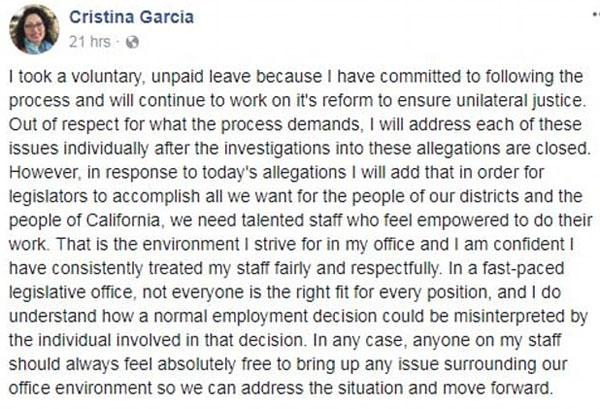 Cristina Garcia
21 hrs ·
I took a voluntary, unpaid leave because I have committed to following the
process and will continue to work on it's reform to ensure unilateral justice.
Out of respect for what the process demands, I will address each of these
issues individually after the investigations into these allegations are closed.
However, in response to today's allegations I will add that in order for
legislators to accomplish all we want for the people of our districts and the
people of California, we need talented staff who feel empowered to do their
work. That is the environment I strive for in my office and I am confident I
have consistently treated my staff fairly and respectfully. In a fast-paced
legislative office, not everyone is the right fit for every position, and I do
understand how a normal employment decision could be misinterpreted by
the individual involved in that decision. In any case, anyone on my staff
should always feel absolutely free to bring up any issue surrounding our
office environment so we can address the situation and move forward.